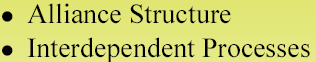 • Alliance Structure
• Interdependent Processes